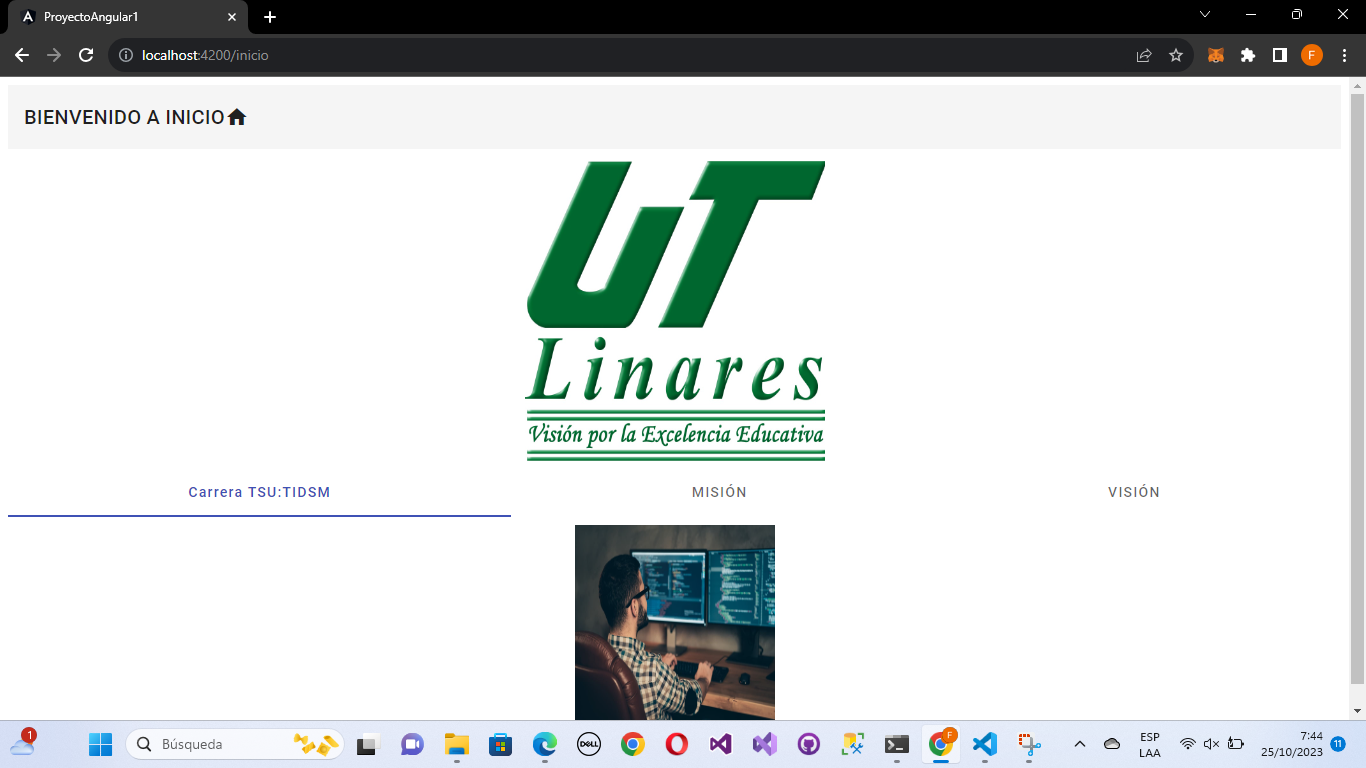 ProyectoAngular1
localhost:4200/inicio
F
BIENVENIDO A INICIO
UT
Linares
Visión por la Excelencia Educativa
Carrera TSU:TIDSM
MISIÓN
VISIÓN
1
Búsqueda
DELL
F
ESP
LAA
7:44
25/10/2023
11